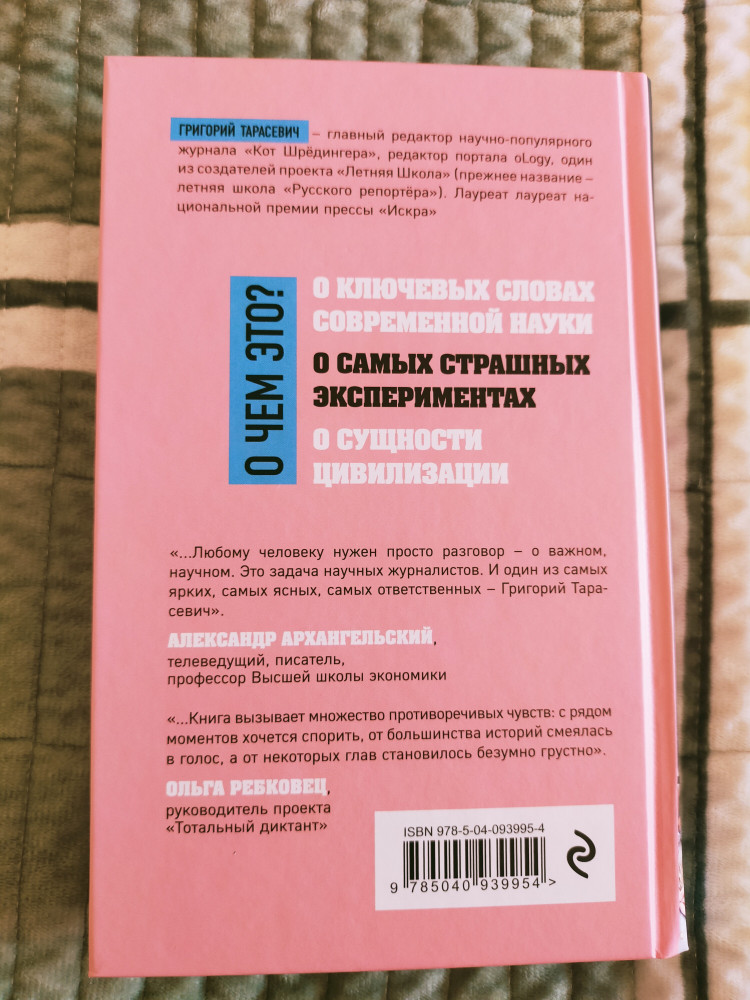 ГРИГОРИЙ ТАРАСЕВИЧ – главный редактор научно-популярного
журнала «Кот Шрёдингера», редактор портала oLogy, один
из создателей проекта «Летняя Школа» (прежнее название –
летняя школа «Русского репортёра»). Лауреат лауреат на-
циональной премии прессы «Искра»
О ЧЕМ ЭТО?
О КЛЮЧЕВЫХ СЛОВАХ
СОВРЕМЕННОЙ НАУКИ
О САМЫХ СТРАШНЫХ
ЭКСПЕРИМЕНТАХ
О СУЩНОСТИ
ЦИВИЛИЗАЦИИ
«...Любому человеку нужен просто разговор – о важном,
научном. Это задача научных журналистов. И один из самых
ярких, самых ясных, самых ответственных – Григорий Тара-
севич».
АЛЕКСАНДР АРХАНГЕЛЬСКИЙ,
телеведущий, писатель,
профессор Высшей школы экономики
«...Книга вызывает множество противоречивых чувств: с рядом
моментов хочется спорить, от большинства историй смеялась
в голос, а от некоторых глав становилось безумно грустно».
ОЛЬГА РЕБКОВЕЦ,
руководитель проекта
«Тотальный диктант»
ISBN 978-5-04-093995-4
9 785040 939954 >